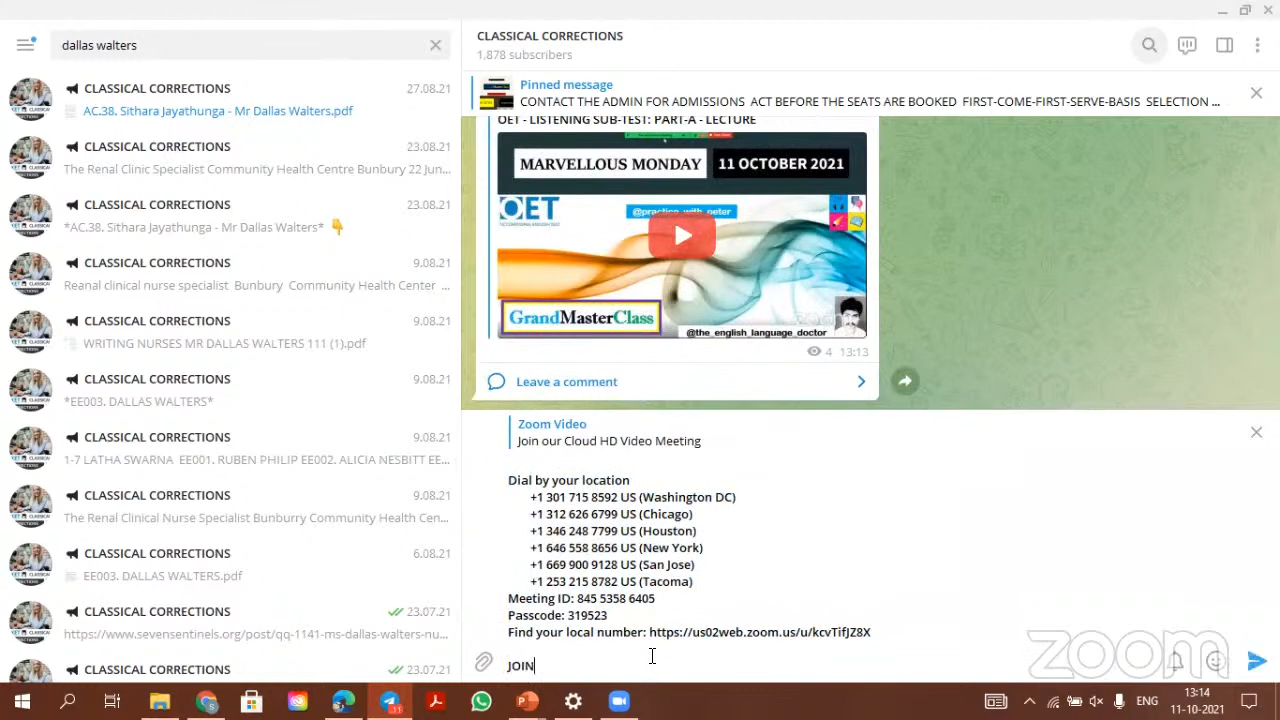 dallas walters
CLASSICAL CORRECTIONS 27.08.21
AC.38. Sithara Jayathunga - Mr Dallas Walters.pdf
CLASSICAL CORRECTIONS 23.08.21
The Renal Clinic Specialist Community Health Centre Bunbury 22 Jun...
CLASSICAL CORRECTIONS 23.08.21
*AC.38. Sithara Jayathunga - Mr Dallas Walters* 👇
CLASSICAL CORRECTIONS 9.08.21
Reanal clinical nurse specialist Bunbury Community Health Center ...
CLASSICAL CORRECTIONS 9.08.21
WRITING NURSES MR DALLAS WALTERS 111 (1).pdf
CLASSICAL CORRECTIONS 9.08.21
*EE003. DALLAS WALTERS*
CLASSICAL CORRECTIONS 9.08.21
1-7 LATHA SWARNA EE001. RUBEN PHILIP EE002. ALICIA NESBITT EE...
CLASSICAL CORRECTIONS 9.08.21
The Renal Clinical Nurse Specialist Bunburry Community Health Cen...
CLASSICAL CORRECTIONS 6.08.21
EE003. DALLAS WALTERS.pdf
CLASSICAL CORRECTIONS 23.07.21
https://www.sevensentinels.org/post/qq-1141-ms-dallas-walters-nu...
CLASSICAL CORRECTIONS 23.07.21
CLASSICAL CORRECTIONS
1,878 subscribers
Pinned message
CONTACT THE ADMIN FOR ADMISSIONS ACT BEFORE THE SEATS ARE BOOKED FIRST-COME-FIRST-SERVE-BASIS SELECTION ...
OET - LISTENING SUB-TEST: PART-A - LECTURE
MARVELLOUS MONDAY 11 OCTOBER 2021
OET
@practice_with_peter
GrandMasterClass
@the_english_language_doctor
4 13:13
Leave a comment
Zoom Video
Join our Cloud HD Video Meeting
Dial by your location
+1 301 715 8592 US (Washington DC)
+1 312 626 6799 US (Chicago)
+1 346 248 7799 US (Houston)
+1 646 558 8656 US (New York)
+1 669 900 9128 US (San Jose)
+1 253 215 8782 US (Tacoma)
Meeting ID: 845 5358 6405
Passcode: 319523
Find your local number: https://us02web.zoom.us/u/kcvTifJZ8X
JOIN
zoom
11
ENG
13:14
11-10-2021